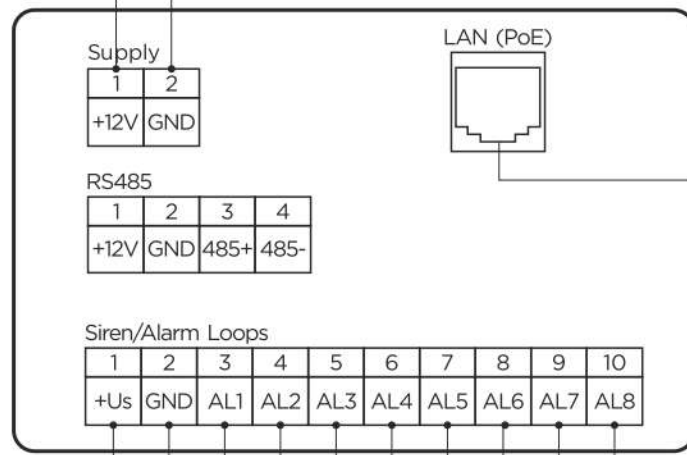 Supply
1 2
+12V GND
LAN (PoE)
RS485
1 2 3 4
+12V GND 485+ 485-
Siren/Alarm Loops
1 2 3 4 5 6 7 8 9 10
+Us GND AL1 AL2 AL3 AL4 AL5 AL6 AL7 AL8